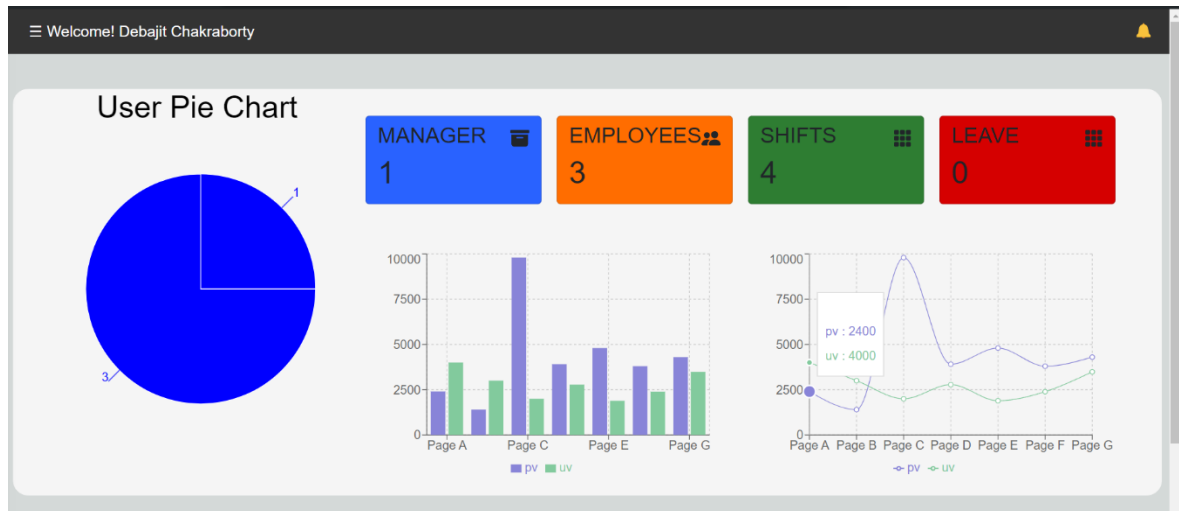 ☰ Welcome! Debajit Chakraborty
User Pie Chart
1
3
MANAGER
1
EMPLOYEES
3
SHIFTS
4
LEAVE
0
10000
7500
5000
2500
0
Page A Page C Page E Page G
pv uv
10000
7500
5000
2500
0
pv : 2400
uv : 4000
Page A Page B Page C Page D Page E Page F Page G
pv uv